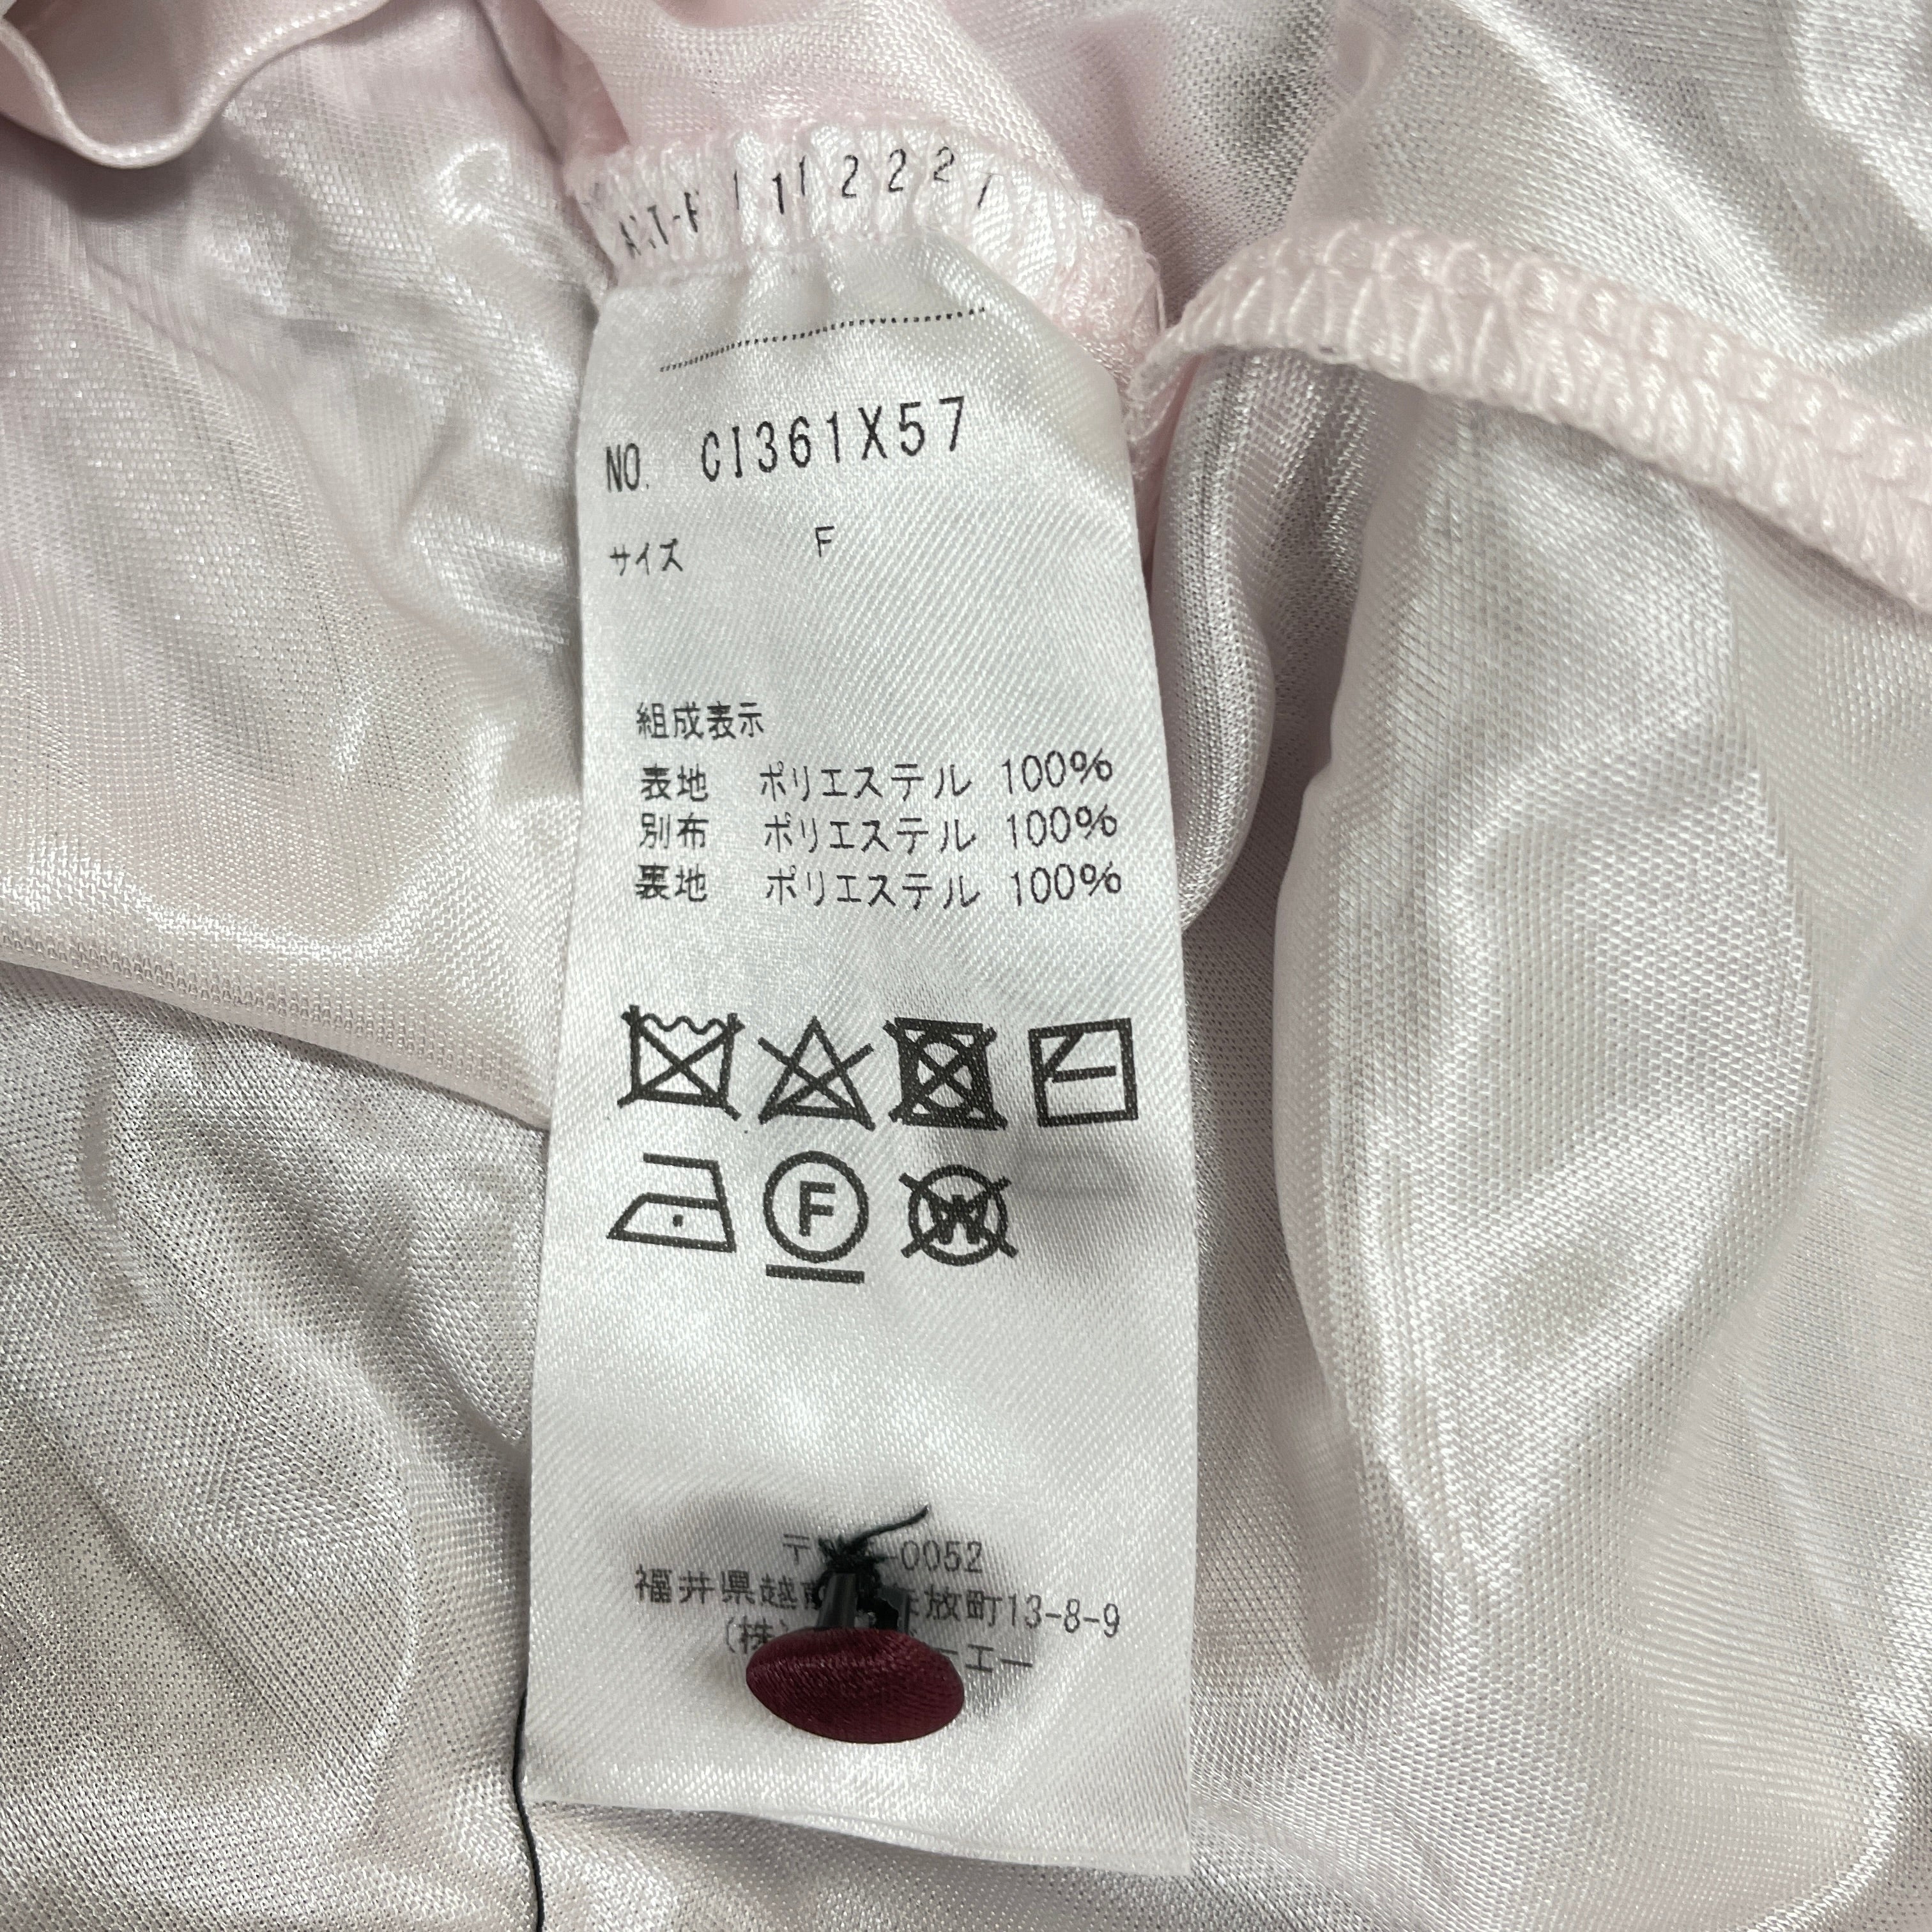 NO. CI361X57
サイズ F
組成表示
表地 ポリエステル 100%
別布 ポリエステル 100%
裏地 ポリエステル 100%
F
W
〒 -0052
福井県越 放町13-8-9
(株) ーエー